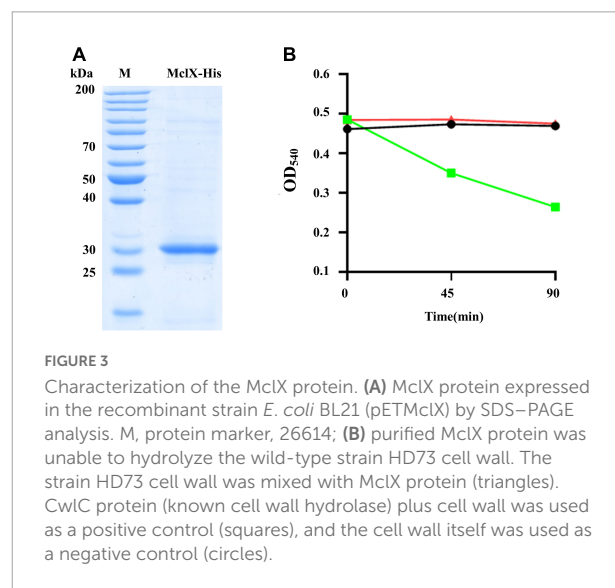 A
kDa M MclX-His
200
70
50
40
30
25
B
0.6
0.5
0.4
0.3
0.2
0.1
OD540
0 45 90
Time(min)
FIGURE 3
Characterization of the MclX protein. (A) MclX protein expressed
in the recombinant strain E. coli BL21 (pETMclX) by SDS–PAGE
analysis. M, protein marker, 26614; (B) purified MclX protein was
unable to hydrolyze the wild-type strain HD73 cell wall. The
strain HD73 cell wall was mixed with MclX protein (triangles).
CwlC protein (known cell wall hydrolase) plus cell wall was used
as a positive control (squares), and the cell wall itself was used as
a negative control (circles).